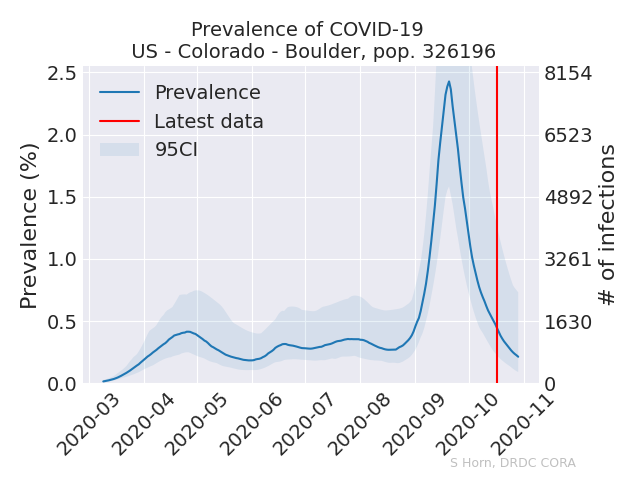 Prevalence of COVID-19
US - Colorado - Boulder, pop. 326196
Prevalence
Latest data
95CI
Prevalence (%)
2.5
2.0
1.5
1.0
0.5
0.0
8154
6523
4892
3261
1630
0
# of infections
2020-03
2020-04
2020-05
2020-06
2020-07
2020-08
2020-09
2020-10
2020-11
S Horn, DRDC CORA